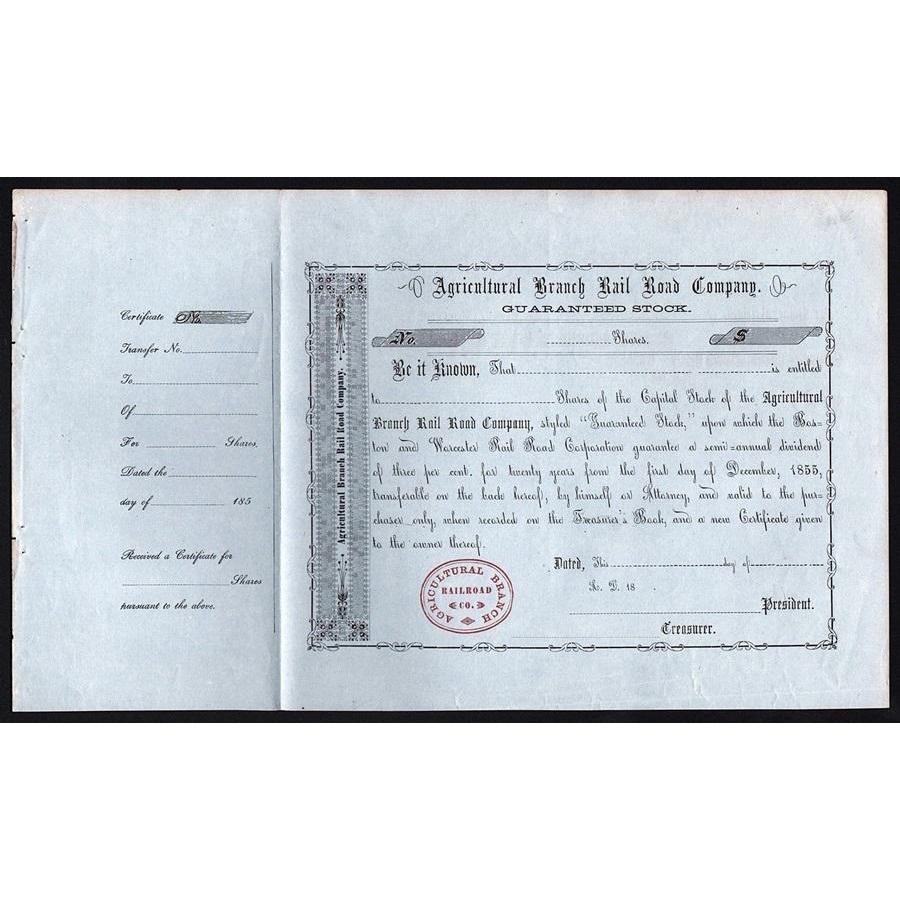 Certificate No.
Transfer No.
To
Of
For Shares,
Dated the
day of 185
Received a Certificate for
Shares
pursuant to the above.
Agricultural Branch Rail Road Company.
Agricultural Branch Rail Road Company.
GUARANTEED STOCK.
No. Shares. $
Be it Known, That is entitled
to Shares of the Capital Stock of the Agricultural
Branch Rail Road Company, styled "Guaranteed Stock," upon which the Bos=
ton and Worcester Rail Road Corporation guarantee a semi=annual dividend
of three per cent. for twenty years from the first day of December, 1855,
transferable on the back hereof, by himself or Attorney, and valid to the pur=
chaser only, when recorded on the Treasurer's Book, and a new Certificate given
to the owner thereof.
Dated, this day of
A. D. 18 .
President.
Treasurer.
AGRICULTURAL BRANCH
RAILROAD
CO.